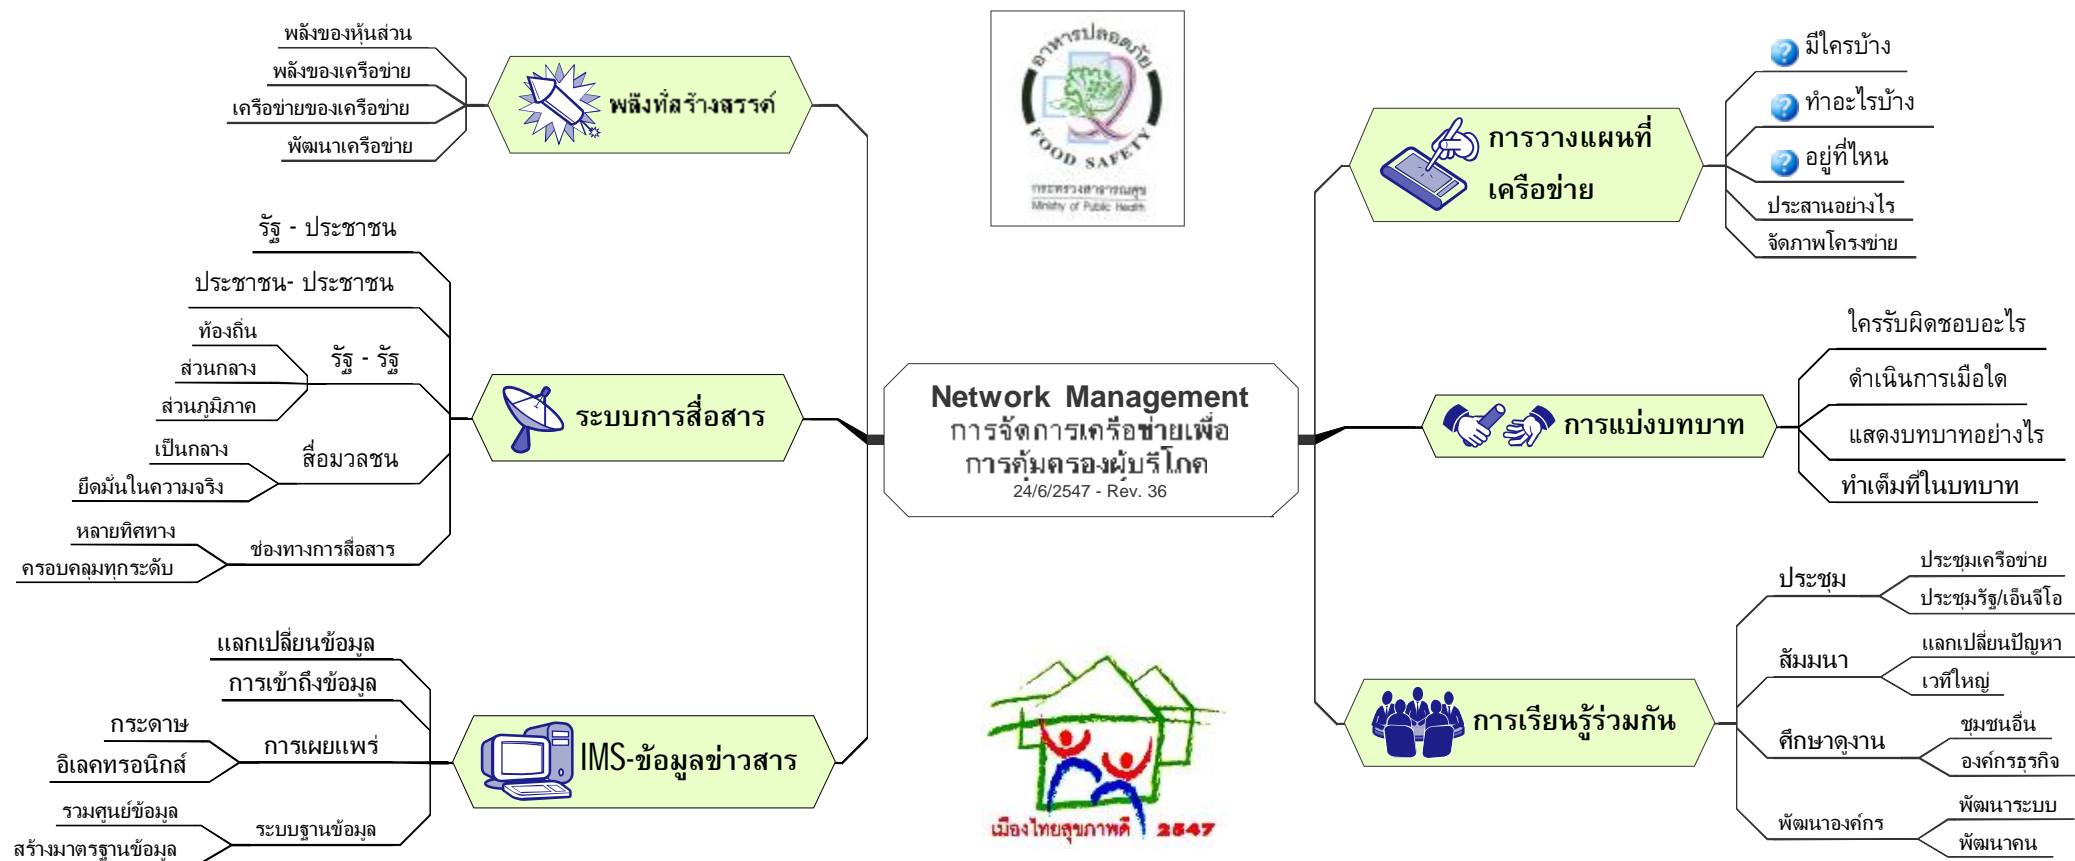 พลังของหุ้นส่วน
พลังของเครือข่าย
เครือข่ายของเครือข่าย
พัฒนาเครือข่าย
พลังที่สร้างสรรค์
รัฐ - ประชาชน
ประชาชน- ประชาชน
ท้องถิ่น
ส่วนกลาง
ส่วนภูมิภาค
รัฐ - รัฐ
เป็นกลาง
ยึดมั่นในความจริง
สื่อมวลชน
หลายทิศทาง
ครอบคลุมทุกระดับ
ช่องทางการสื่อสาร
ระบบการสื่อสาร
แลกเปลี่ยนข้อมูล
การเข้าถึงข้อมูล
กระดาษ
อิเลคทรอนิกส์
การเผยแพร่
รวมศูนย์ข้อมูล
สร้างมาตรฐานข้อมูล
ระบบฐานข้อมูล
IMS-ข้อมูลข่าวสาร
อาหารปลอดภัย
FOOD SAFETY
กระทรวงสาธารณสุข
Ministry of Public Health
Network Management
การจัดการเครือข่ายเพื่อ
การคุ้มครองผู้บริโภค
24/6/2547 - Rev. 36
เมืองไทยสุขภาพดี 2547
การวางแผนที่
เครือข่าย
มีใครบ้าง
ทำอะไรบ้าง
อยู่ที่ไหน
ประสานอย่างไร
จัดภาพโครงข่าย
การแบ่งบทบาท
ใครรับผิดชอบอะไร
ดำเนินการเมื่อใด
แสดงบทบาทอย่างไร
ทำเต็มที่ในบทบาท
การเรียนรู้ร่วมกัน
ประชุม
ประชุมเครือข่าย
ประชุมรัฐ/เอ็นจีโอ
สัมมนา
แลกเปลี่ยนปัญหา
เวทีใหญ่
ศึกษาดูงาน
ชุมชนอื่น
องค์กรธุรกิจ
พัฒนาองค์กร
พัฒนาระบบ
พัฒนาคน